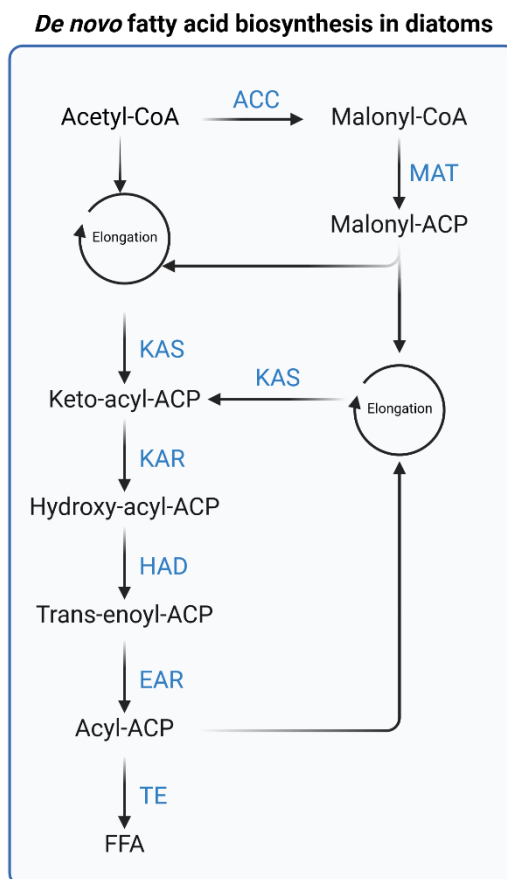 De novo fatty acid biosynthesis in diatoms
Acetyl-CoA
ACC
Malonyl-CoA
MAT
Malonyl-ACP
Elongation
KAS
KAS
Keto-acyl-ACP
Elongation
KAR
Hydroxy-acyl-ACP
HAD
Trans-enoyl-ACP
EAR
Acyl-ACP
TE
FFA